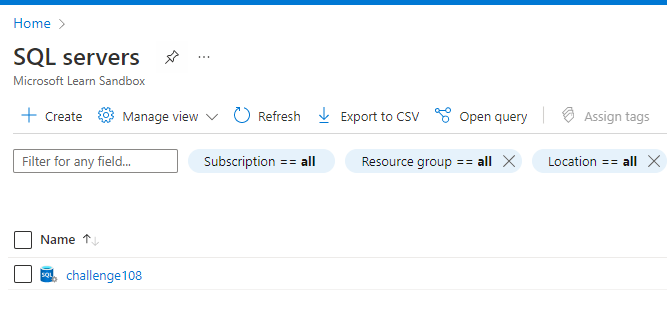 Home
SQL servers
Microsoft Learn Sandbox
Create Manage view Refresh Export to CSV Open query Assign tags
Filter for any field... Subscription == all Resource group == all Location == all
Name
SQL challenge108